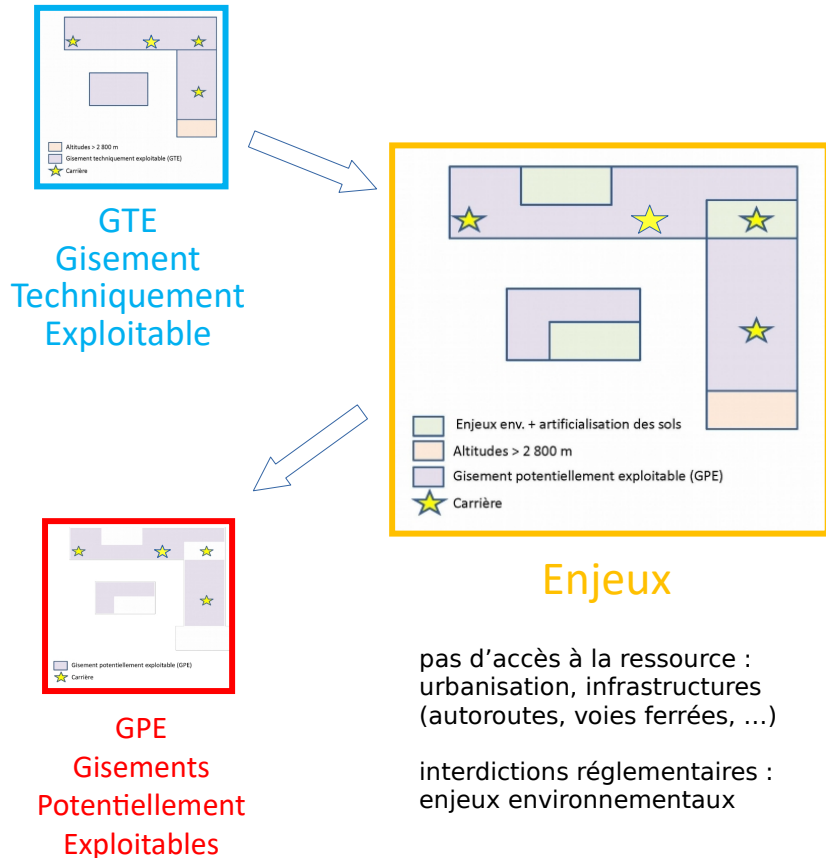 Altitudes > 2 800 m
Gisement techniquement exploitable (GTE)
Carrière
GTE
Gisement
Techniquement
Exploitable
Enjeux env. + artificialisation des sols
Altitudes > 2 800 m
Gisement potentiellement exploitable (GPE)
Carrière
Enjeux
pas d’accès à la ressource :
urbanisation, infrastructures
(autoroutes, voies ferrées, ...)
interdictions réglementaires :
enjeux environnementaux
Gisement potentiellement exploitable (GPE)
Carrière
GPE
Gisements
Potentiellement
Exploitables